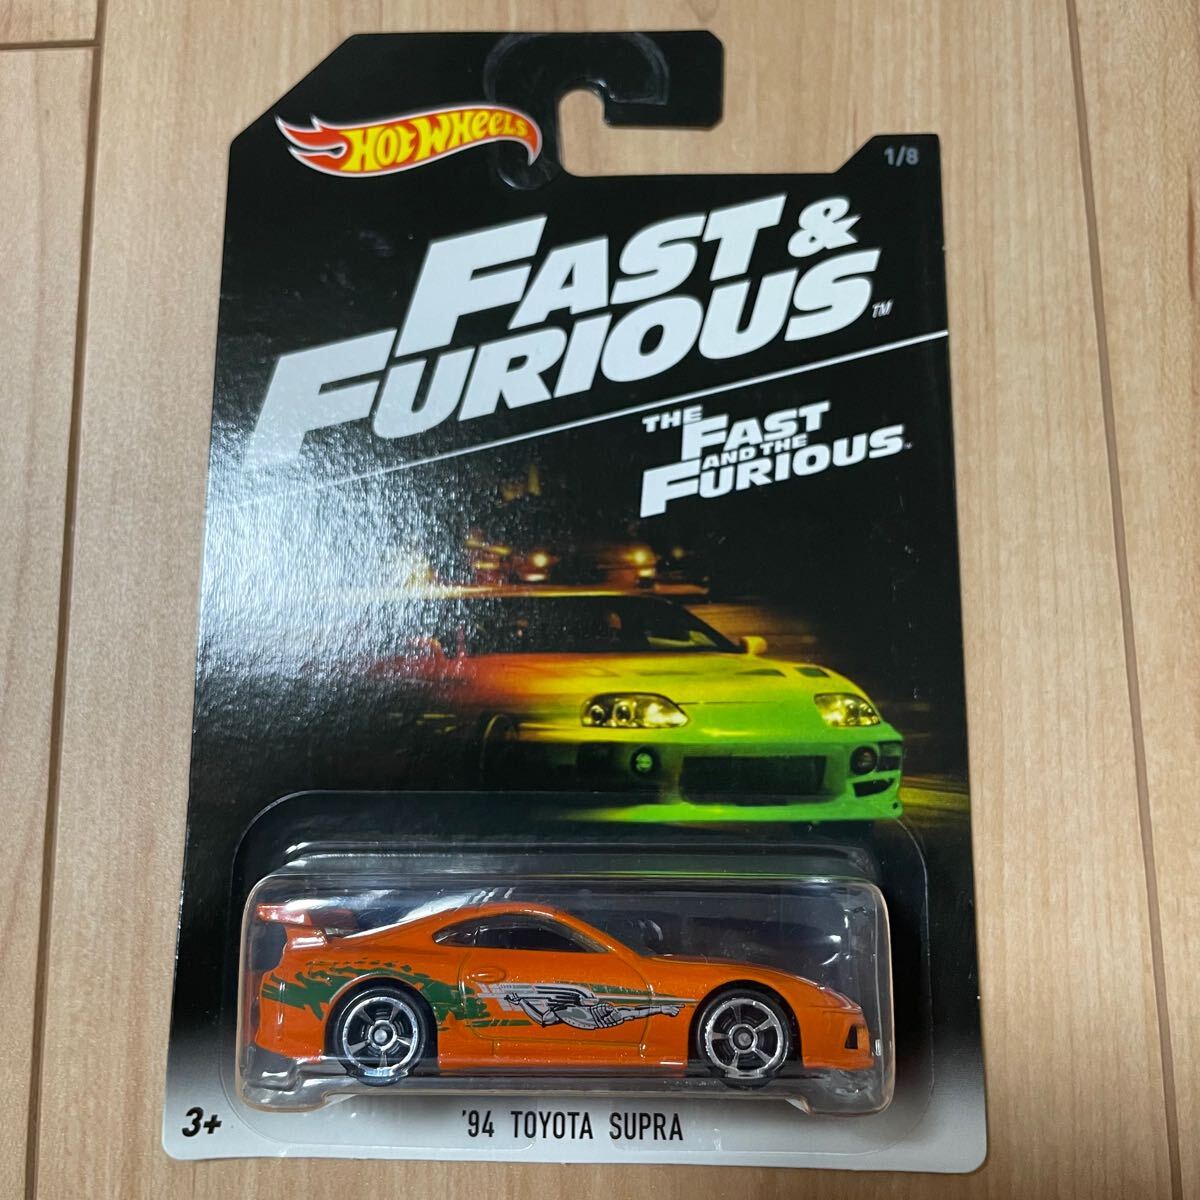 HOT WHEELS
1/8
FAST &
FURIOUS™
THE
FAST
AND THE
FURIOUS
3+
'94 TOYOTA SUPRA